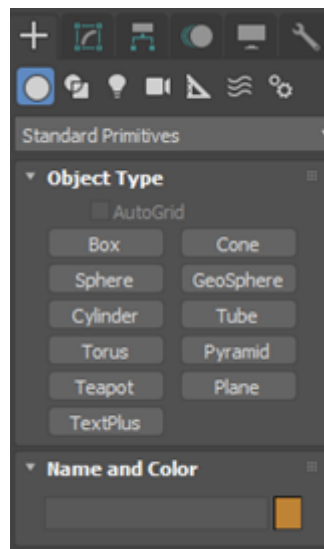 Standard Primitives
Object Type
AutoGrid
Box Cone
Sphere GeoSphere
Cylinder Tube
Torus Pyramid
Teapot Plane
TextPlus
Name and Color